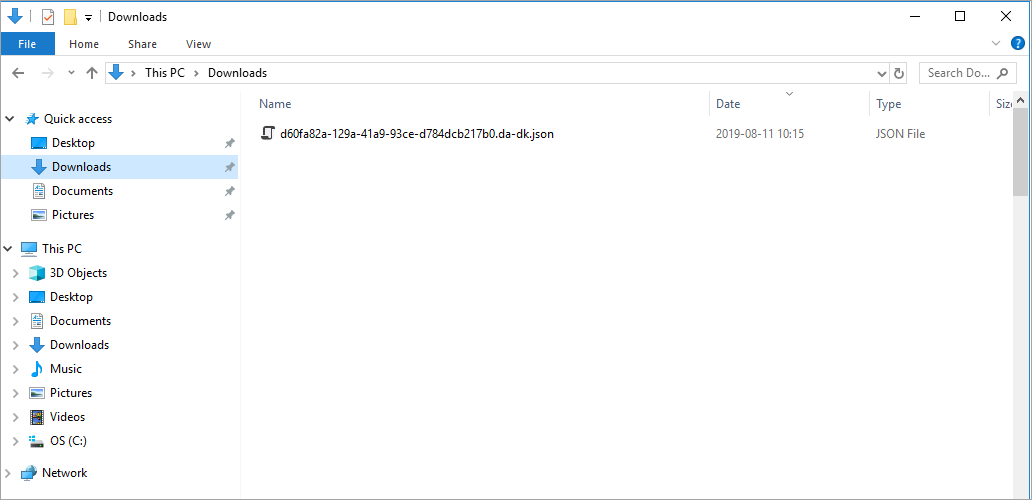 Downloads
File Home Share View
This PC Downloads Search Do...
Name Date Type Siz
Quick access
d60fa82a-129a-41a9-93ce-d784dcb217b0.da-dk.json 2019-08-11 10:15 JSON File
Desktop
Downloads
Documents
Pictures
This PC
3D Objects
Desktop
Documents
Downloads
Music
Pictures
Videos
OS (C:)
Network